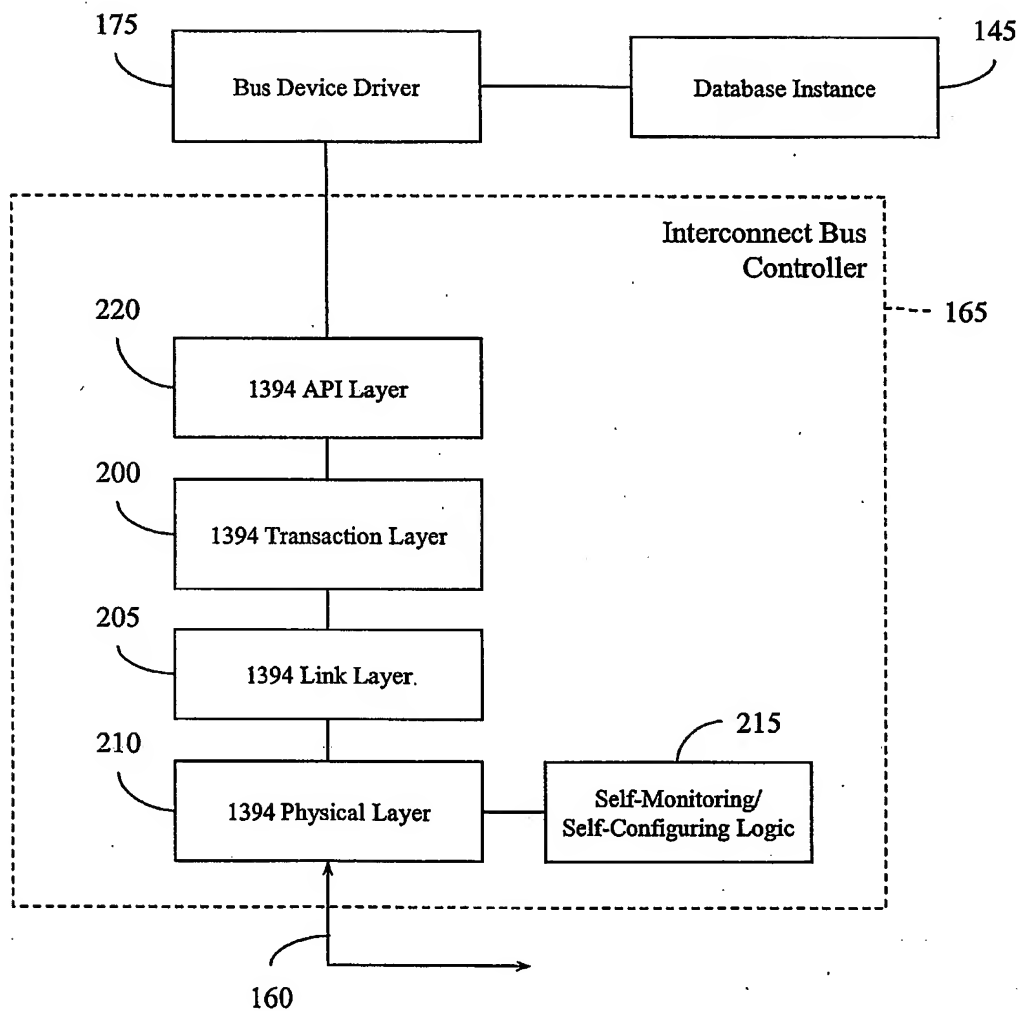 175
Bus Device Driver
145
Database Instance
Interconnect Bus
Controller
165
220
1394 API Layer
200
1394 Transaction Layer
205
1394 Link Layer.
210
1394 Physical Layer
215
Self-Monitoring/
Self-Configuring Logic
160